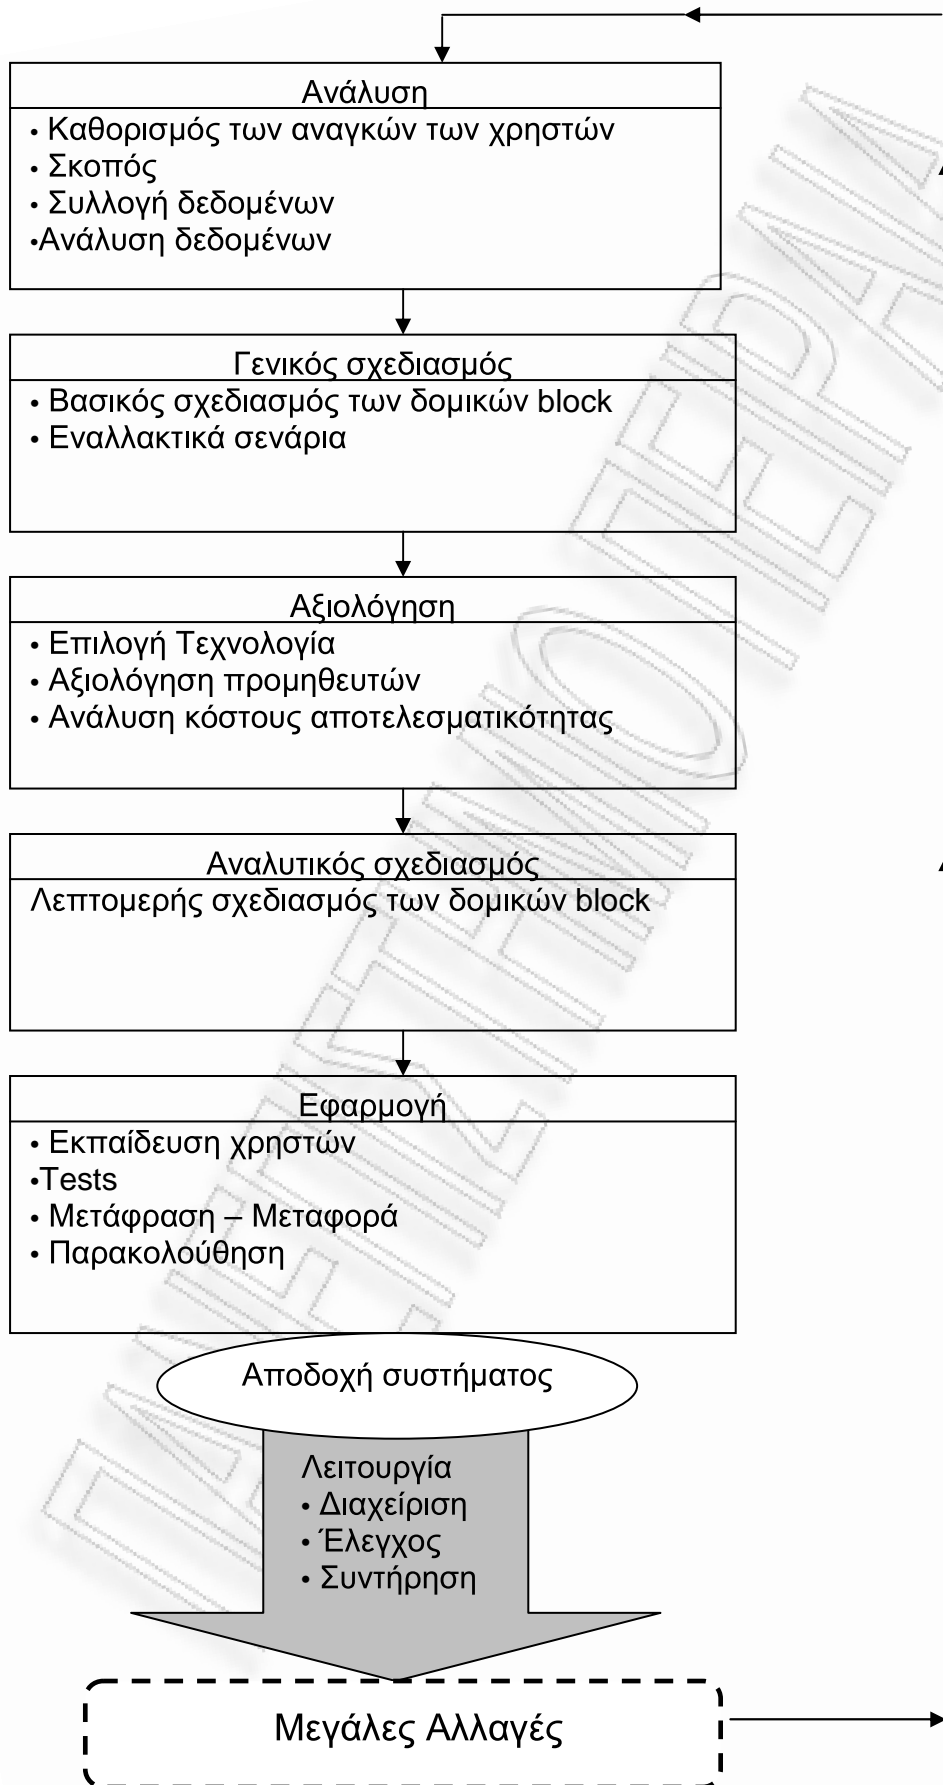 Ανάλυση
• Καθορισμός των αναγκών των χρηστών
• Σκοπός
• Συλλογή δεδομένων
•Ανάλυση δεδομένων
Γενικός σχεδιασμός
• Βασικός σχεδιασμός των δομικών block
• Εναλλακτικά σενάρια
Αξιολόγηση
• Επιλογή Τεχνολογία
• Αξιολόγηση προμηθευτών
• Ανάλυση κόστους αποτελεσματικότητας
Αναλυτικός σχεδιασμός
Λεπτομερής σχεδιασμός των δομικών block
Εφαρμογή
• Εκπαίδευση χρηστών
•Tests
• Μετάφραση – Μεταφορά
• Παρακολούθηση
Αποδοχή συστήματος
Λειτουργία
• Διαχείριση
• Έλεγχος
• Συντήρηση
Μεγάλες Αλλαγές
ΠΑΝΕΠΙΣΤΗΜΙΟ ΠΕΙΡΑΙΑ